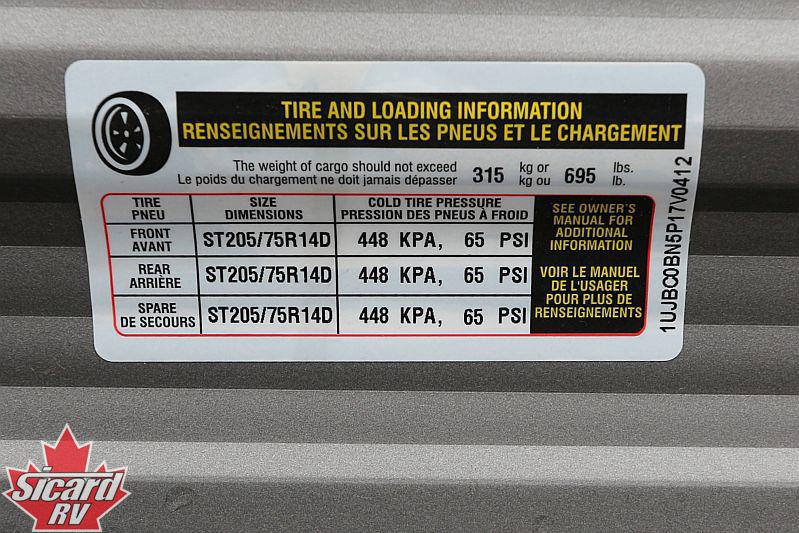 TIRE AND LOADING INFORMATION
RENSEIGNEMENTS SUR LES PNEUS ET LE CHARGEMENT
The weight of cargo should not exceed 315 kg or 695 lbs.
Le poids du chargement ne doit jamais dépasser kg ou lb.
TIRE
PNEU
SIZE
DIMENSIONS
COLD TIRE PRESSURE
PRESSION DES PNEUS À FROID
FRONT
AVANT
ST205/75R14D
448 KPA, 65 PSI
REAR
ARRIÈRE
ST205/75R14D
448 KPA, 65 PSI
SPARE
DE SECOURS
ST205/75R14D
448 KPA, 65 PSI
SEE OWNER'S
MANUAL FOR
ADDITIONAL
INFORMATION
VOIR LE MANUEL
DE L'USAGER
POUR PLUS DE
RENSEIGNEMENTS
1UJBC0BN5P17V0412
Sicard
RV